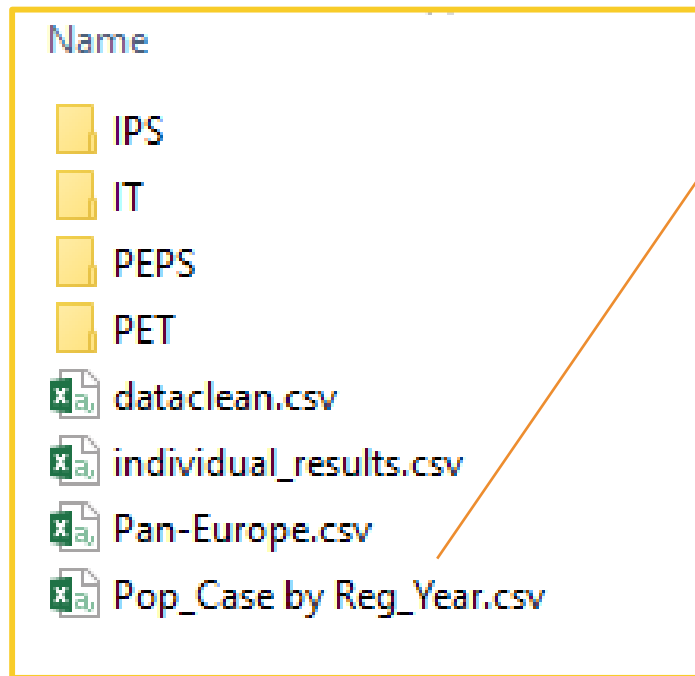 Name
IPS
IT
PEPS
PET
dataclean.csv
individual_results.csv
Pan-Europe.csv
Pop_Case by Reg_Year.csv